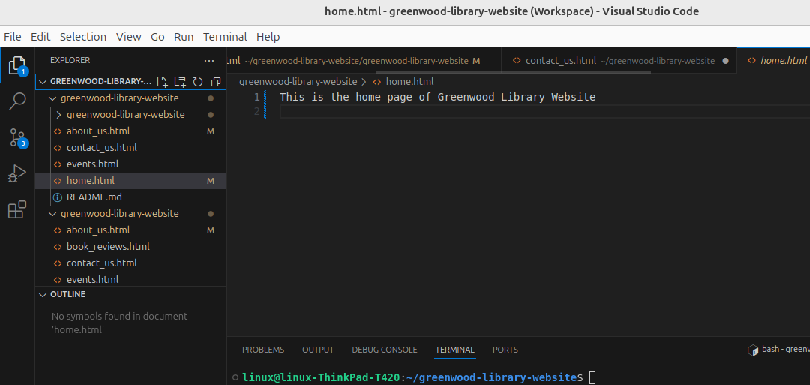 home.html - greenwood-library-website (Workspace) - Visual Studio Code
File Edit Selection View Go Run Terminal Help
EXPLORER
GREENWOOD-LIBRARY-...
greenwood-library-website
greenwood-library-website
about_us.html M
contact_us.html
events.html
home.html M
README.md
greenwood-library-website
about_us.html M
book_reviews.html
contact_us.html
events.html
OUTLINE
No symbols found in document
'home.html
.ml ~/greenwood-library-website/greenwood-library-website M
contact_us.html ~/greenwood-library-website
home.html
greenwood-library-website > home.html
1 This is the home page of Greenwood Library Website
2
PROBLEMS OUTPUT DEBUG CONSOLE TERMINAL PORTS
bash - greenw
linux@linux-ThinkPad-T420:~/greenwood-library-website$
1
3